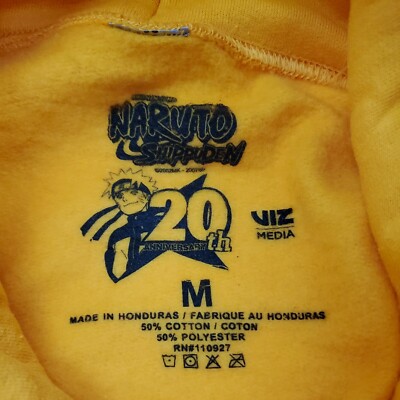 NARUTO
SHIPPUDEN
20th
ANNIVERSARY
VIZ
MEDIA
M
MADE IN HONDURAS / FABRIQUE AU HONDURAS
50% COTTON / COTON
50% POLYESTER
RN#110927